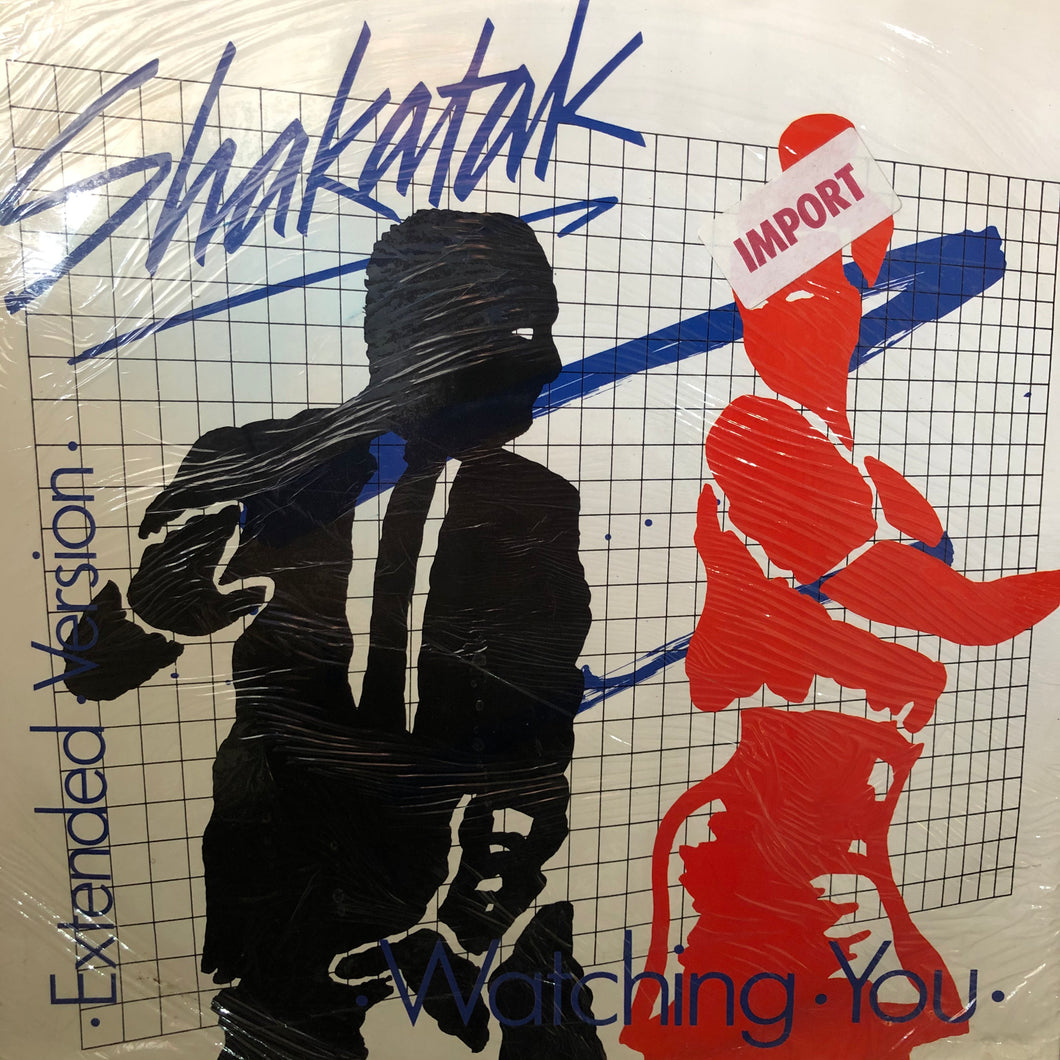 Shakatak
IMPORT
· Extended · Version ·
· Watching · You ·